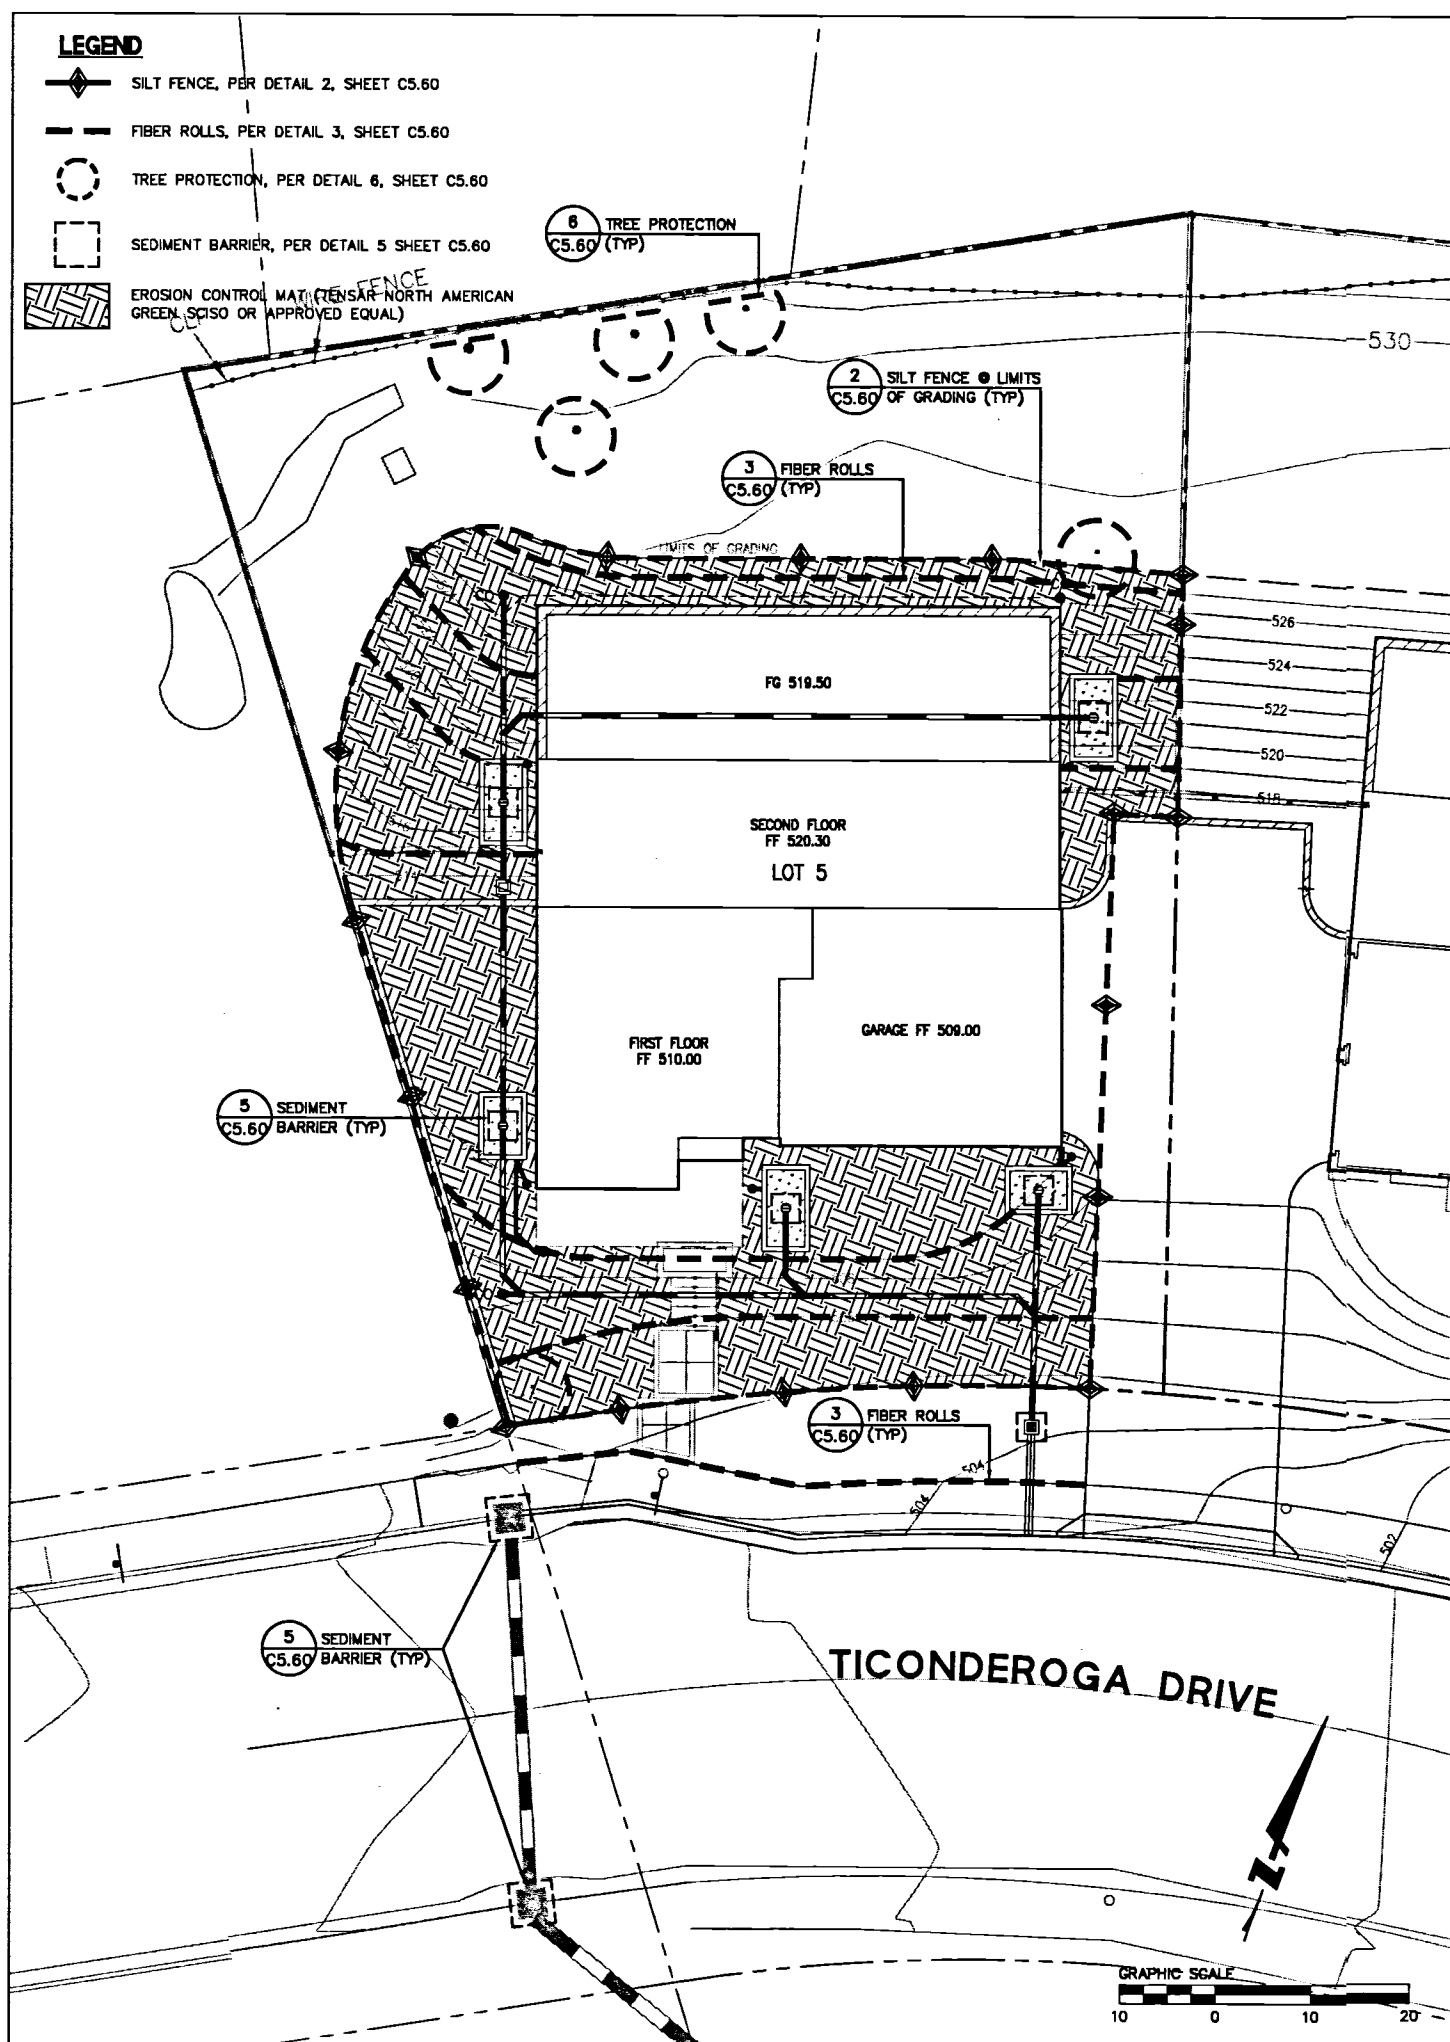 LEGEND
SILT FENCE, PER DETAIL 2, SHEET C5.60
FIBER ROLLS, PER DETAIL 3, SHEET C5.60
TREE PROTECTION, PER DETAIL 6, SHEET C5.60
SEDIMENT BARRIER, PER DETAIL 5 SHEET C5.60
EROSION CONTROL MAT (TENSAR NORTH AMERICAN
GREEN SC150 OR APPROVED EQUAL)
FENCE
6 TREE PROTECTION
C5.60 (TYP)
530
2 SILT FENCE @ LIMITS
C5.60 OF GRADING (TYP)
3 FIBER ROLLS
C5.60 (TYP)
LIMITS OF GRADING
526
524
522
520
518
FG 519.50
SECOND FLOOR
FF 520.30
LOT 5
514
FIRST FLOOR
FF 510.00
GARAGE FF 509.00
5 SEDIMENT
C5.60 BARRIER (TYP)
3 FIBER ROLLS
C5.60 (TYP)
504
504
502
5 SEDIMENT
C5.60 BARRIER (TYP)
TICONDEROGA DRIVE
N
GRAPHIC SCALE
10 0 10 20